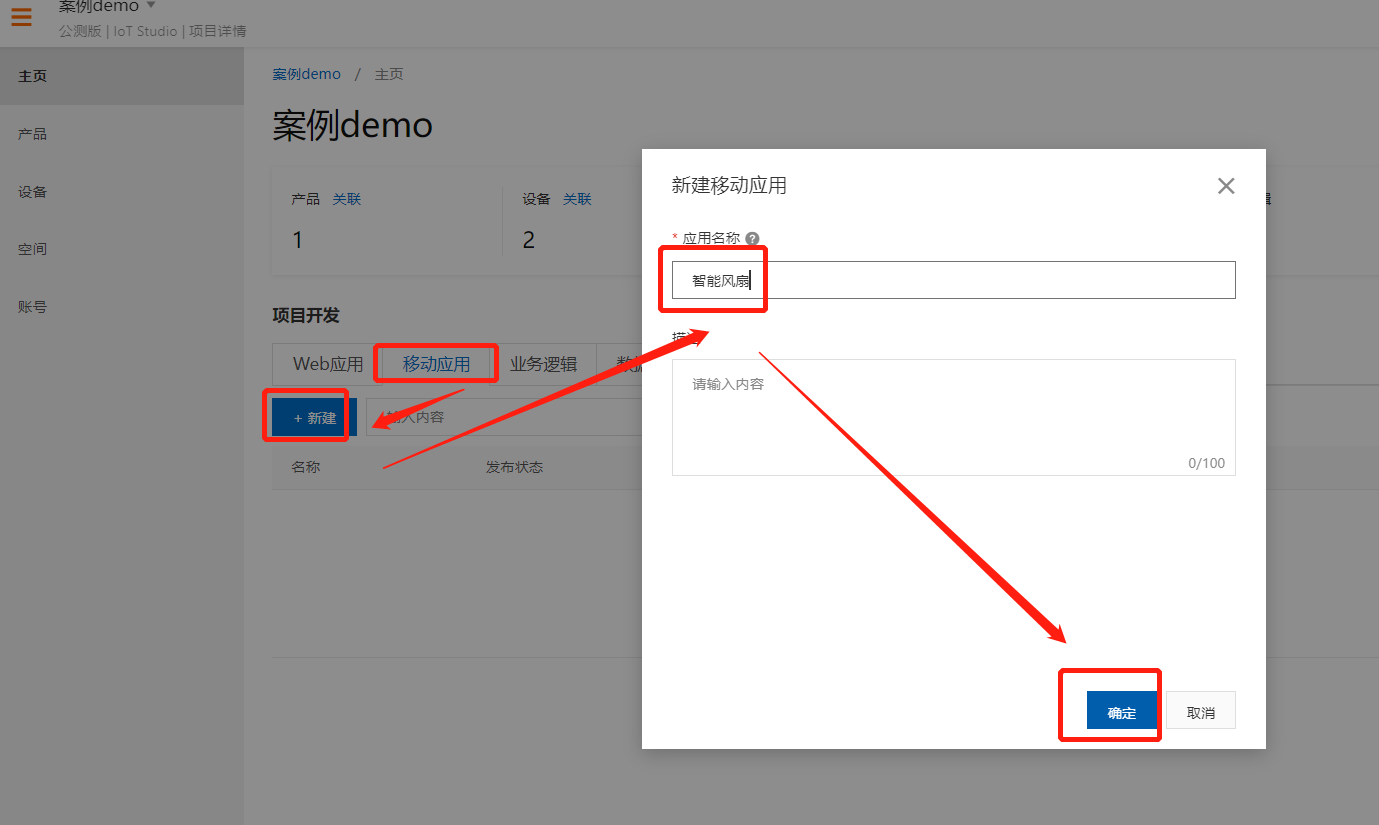 案例demo
公测版 | IoT Studio | 项目详情
主页
产品
设备
空间
账号
案例demo / 主页
案例demo
产品 关联
1
设备 关联
2
项目开发
Web应用
移动应用
业务逻辑
+ 新建
输入内容
名称
发布状态
新建移动应用
* 应用名称 ?
智能风扇
请输入内容
0/100
确定
取消